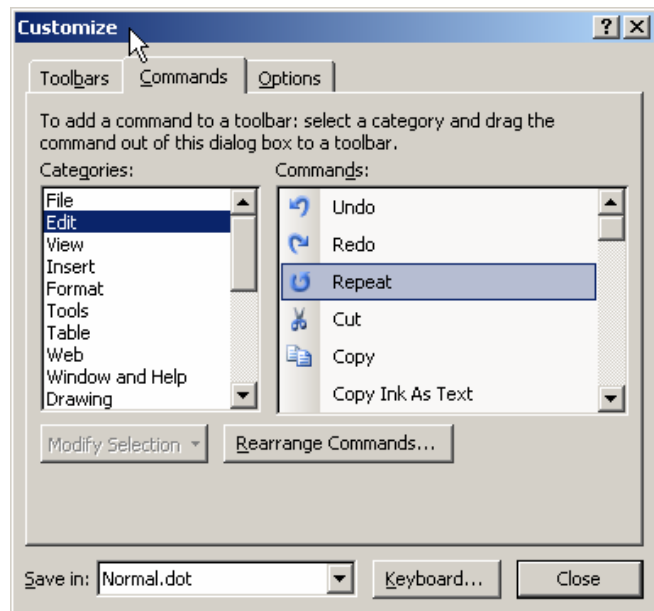 Customize
Toolbars Commands Options
To add a command to a toolbar: select a category and drag the
command out of this dialog box to a toolbar.
Categories:
File
Edit
View
Insert
Format
Tools
Table
Web
Window and Help
Drawing
Commands:
Undo
Redo
Repeat
Cut
Copy
Copy Ink As Text
Modify Selection
Rearrange Commands...
Save in: Normal.dot
Keyboard...
Close